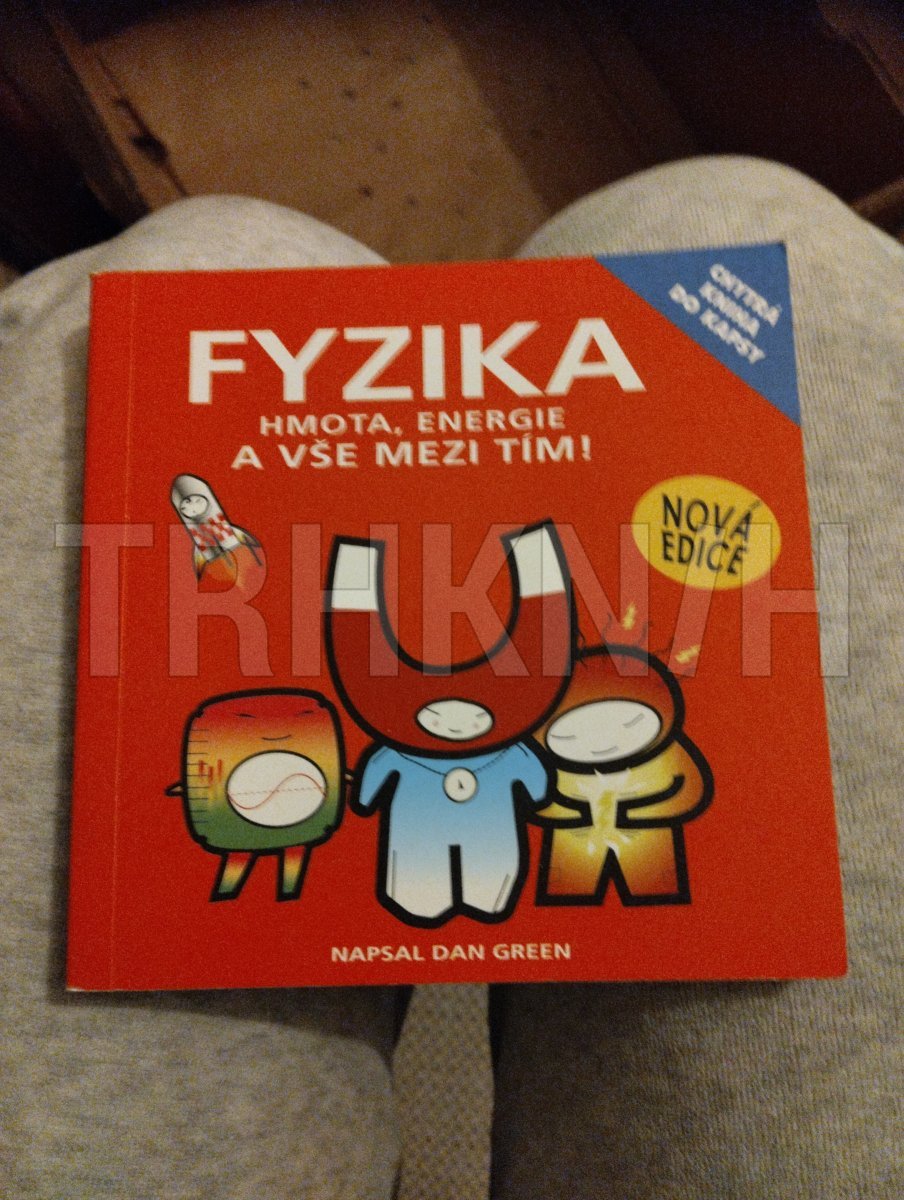 CHYTRÁ
KNIHA
DO KAPSY
FYZIKA
HMOTA, ENERGIE
A VŠE MEZI TÍM!
NOVÁ
EDICE
TRHKNIH
NAPSAL DAN GREEN